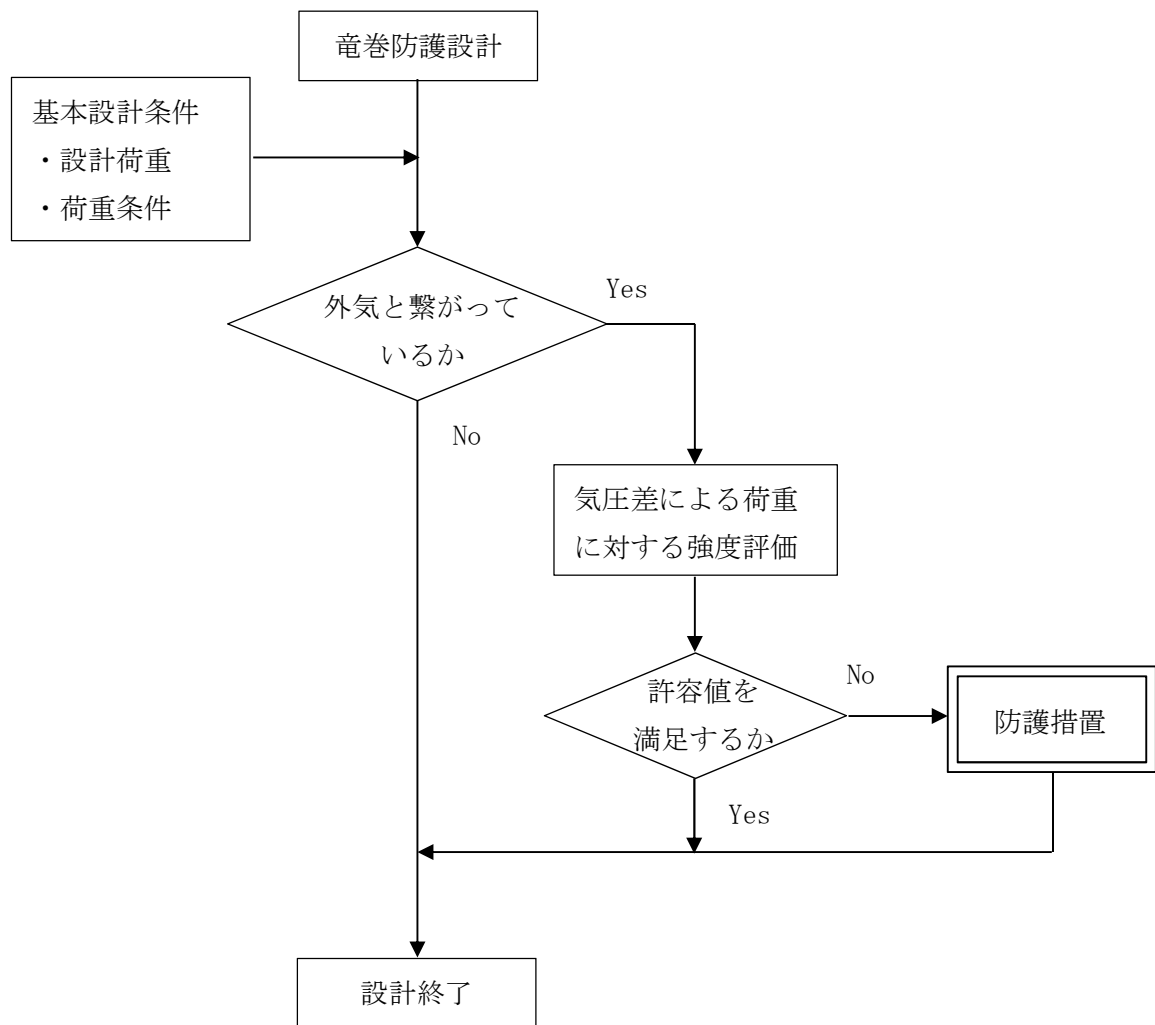 竜巻防護設計
基本設計条件
・設計荷重
・荷重条件
外気と繋がって
いるか
Yes
No
気圧差による荷重
に対する強度評価
許容値を
満足するか
No
防護措置
Yes
設計終了